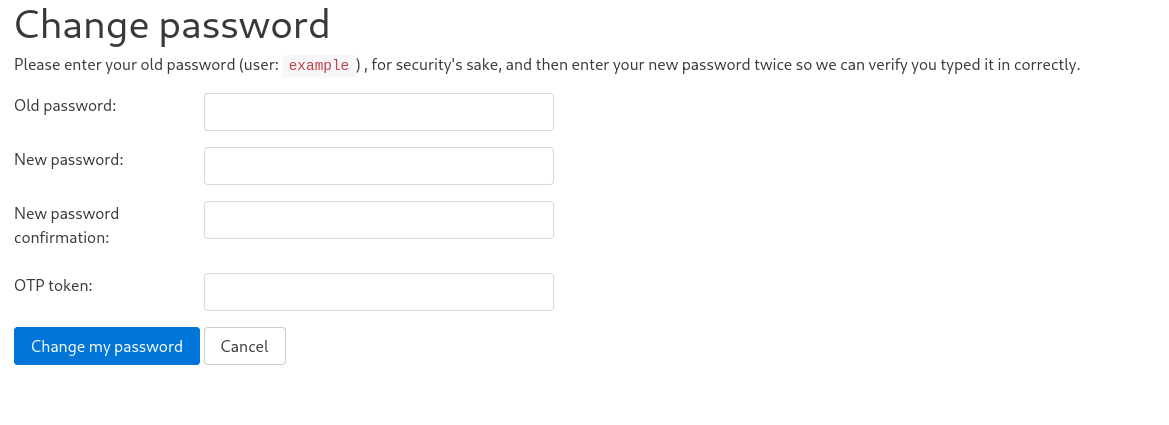 Change password
Please enter your old password (user: example ) , for security's sake, and then enter your new password twice so we can verify you typed it in correctly.
Old password:
New password:
New password
confirmation:
OTP token:
Change my password Cancel